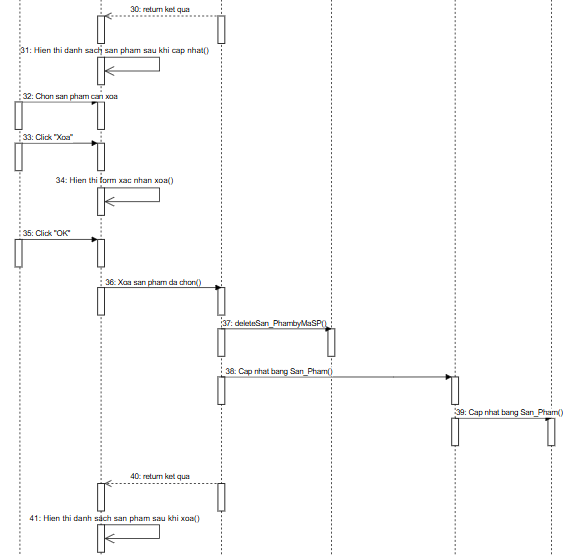 30: return ket qua
31: Hien thi danh sach san pham sau khi cap nhat()
32: Chon san pham can xoa
33: Click "Xoa"
34: Hien thi form xac nhan xoa()
35: Click "OK"
36: Xoa san pham da chon()
37: deleteSan_PhambyMaSP()
38: Cap nhat bang San_Pham()
39: Cap nhat bang San_Pham()
40: return ket qua
41: Hien thi danh sach san pham sau khi xoa()